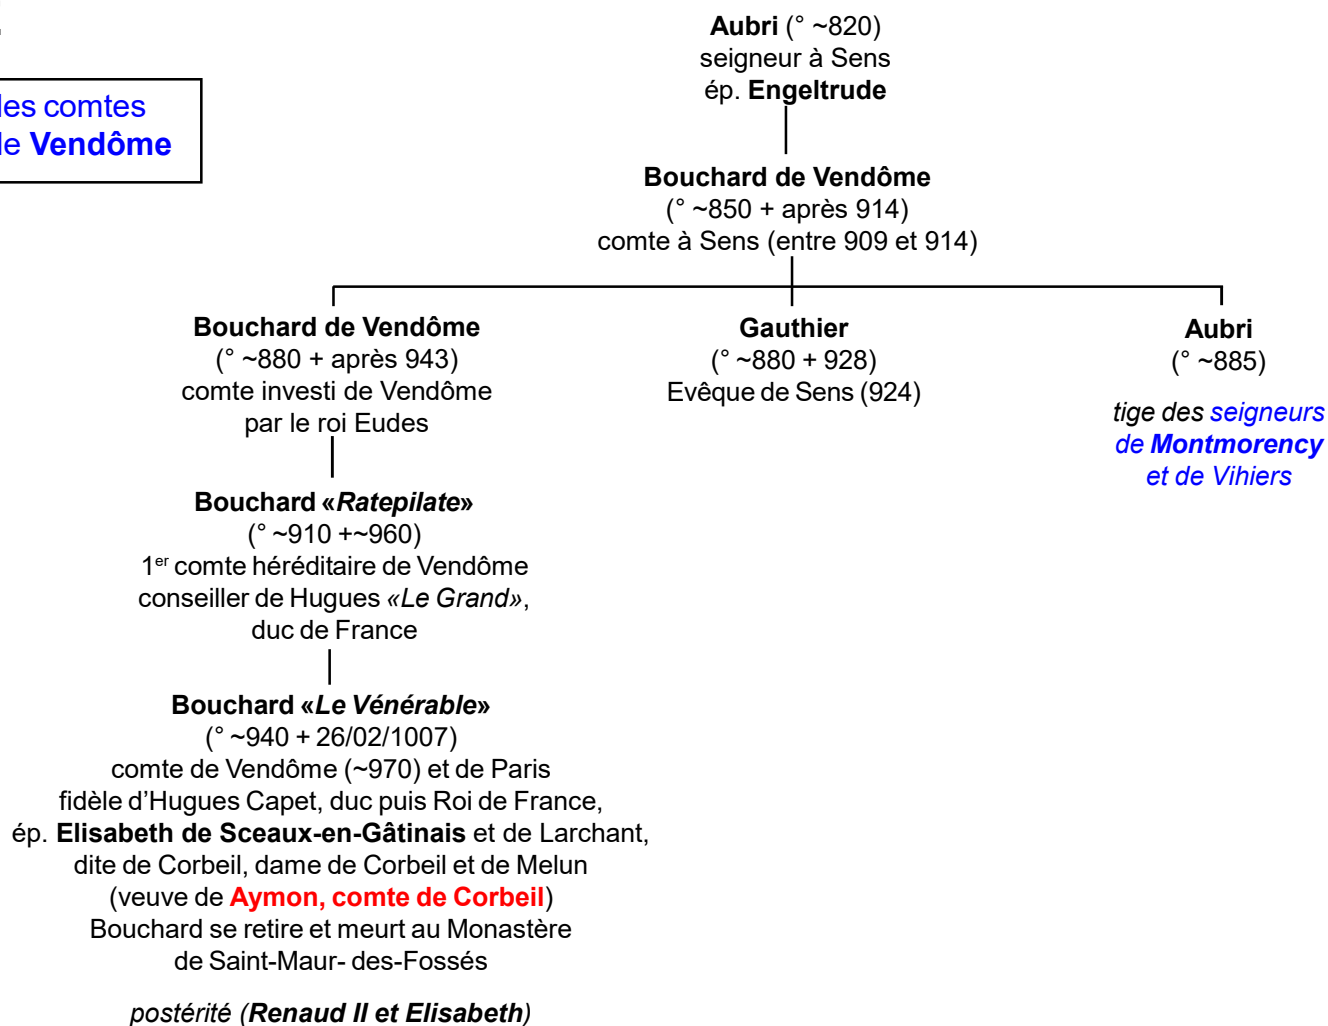 des comtes
de Vendôme
Aubri (° ~820)
seigneur à Sens
ép. Engeltrude
Bouchard de Vendôme
(° ~850 + après 914)
comte à Sens (entre 909 et 914)
Bouchard de Vendôme
(° ~880 + après 943)
comte investi de Vendôme
par le roi Eudes
Gauthier
(° ~880 + 928)
Evêque de Sens (924)
Aubri
(° ~885)
tige des seigneurs
de Montmorency
et de Vihiers
Bouchard «Ratepilate»
(° ~910 +~960)
1er comte héréditaire de Vendôme
conseiller de Hugues «Le Grand»,
duc de France
Bouchard «Le Vénérable»
(° ~940 + 26/02/1007)
comte de Vendôme (~970) et de Paris
fidèle d'Hugues Capet, duc puis Roi de France,
ép. Elisabeth de Sceaux-en-Gâtinais et de Larchant,
dite de Corbeil, dame de Corbeil et de Melun
(veuve de Aymon, comte de Corbeil)
Bouchard se retire et meurt au Monastère
de Saint-Maur- des-Fossés
postérité (Renaud II et Elisabeth)